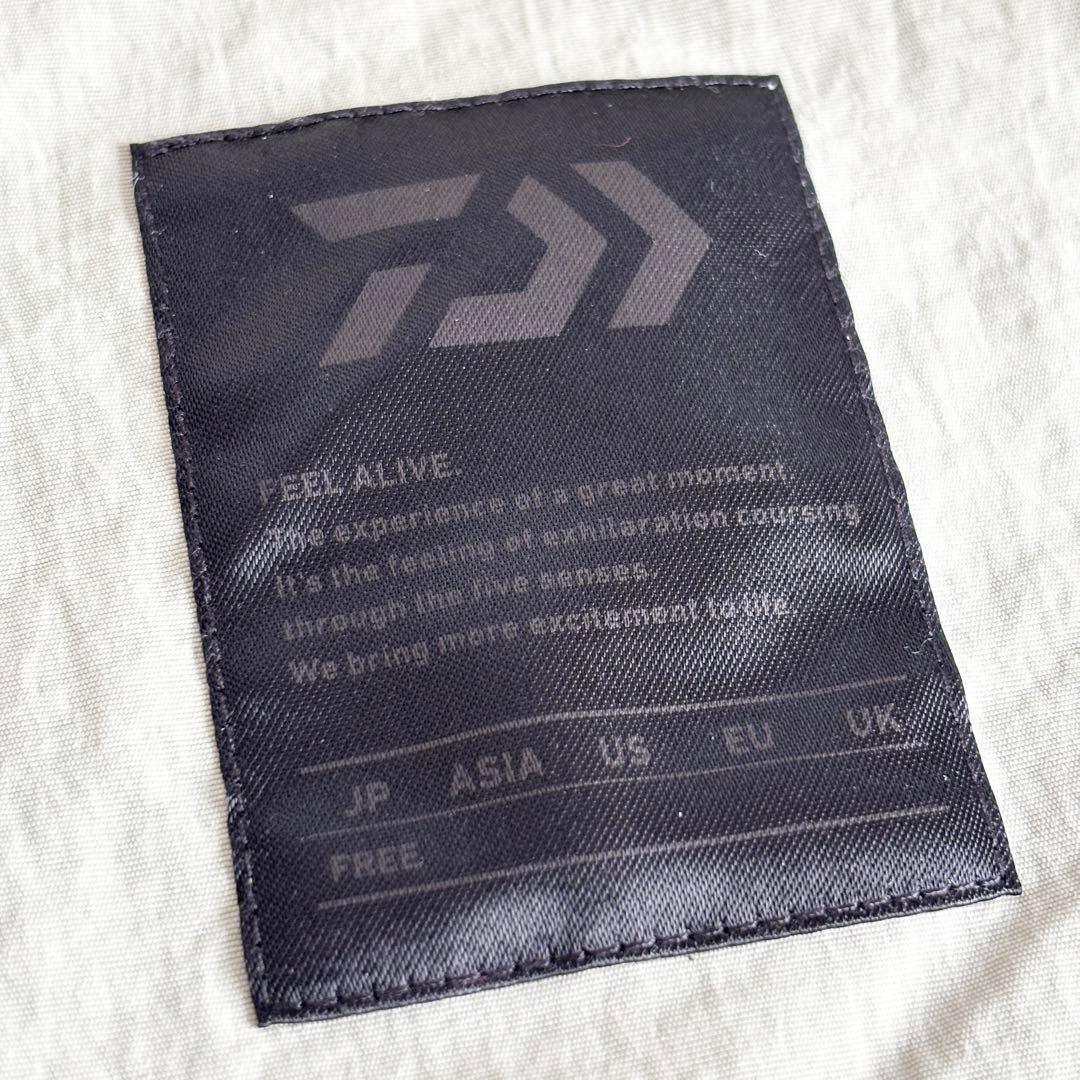 FEEL ALIVE.
The experience of a great moment.
It's the feeling of exhilaration coursing
through the five senses.
We bring more excitement to life.
JP ASIA US EU UK
FREE